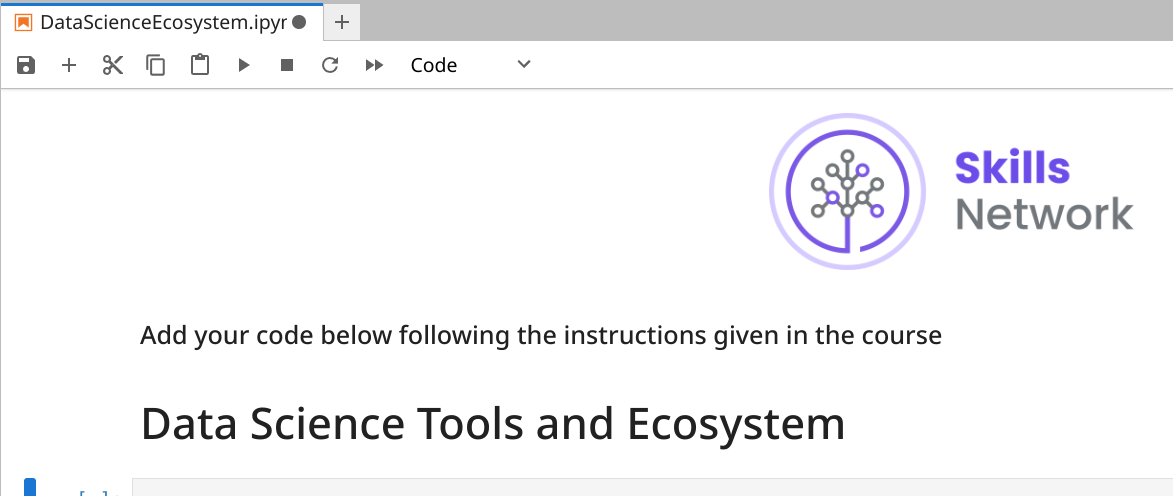 DataScienceEcosystem.ipyr
Code
Skills
Network
Add your code below following the instructions given in the course
Data Science Tools and Ecosystem